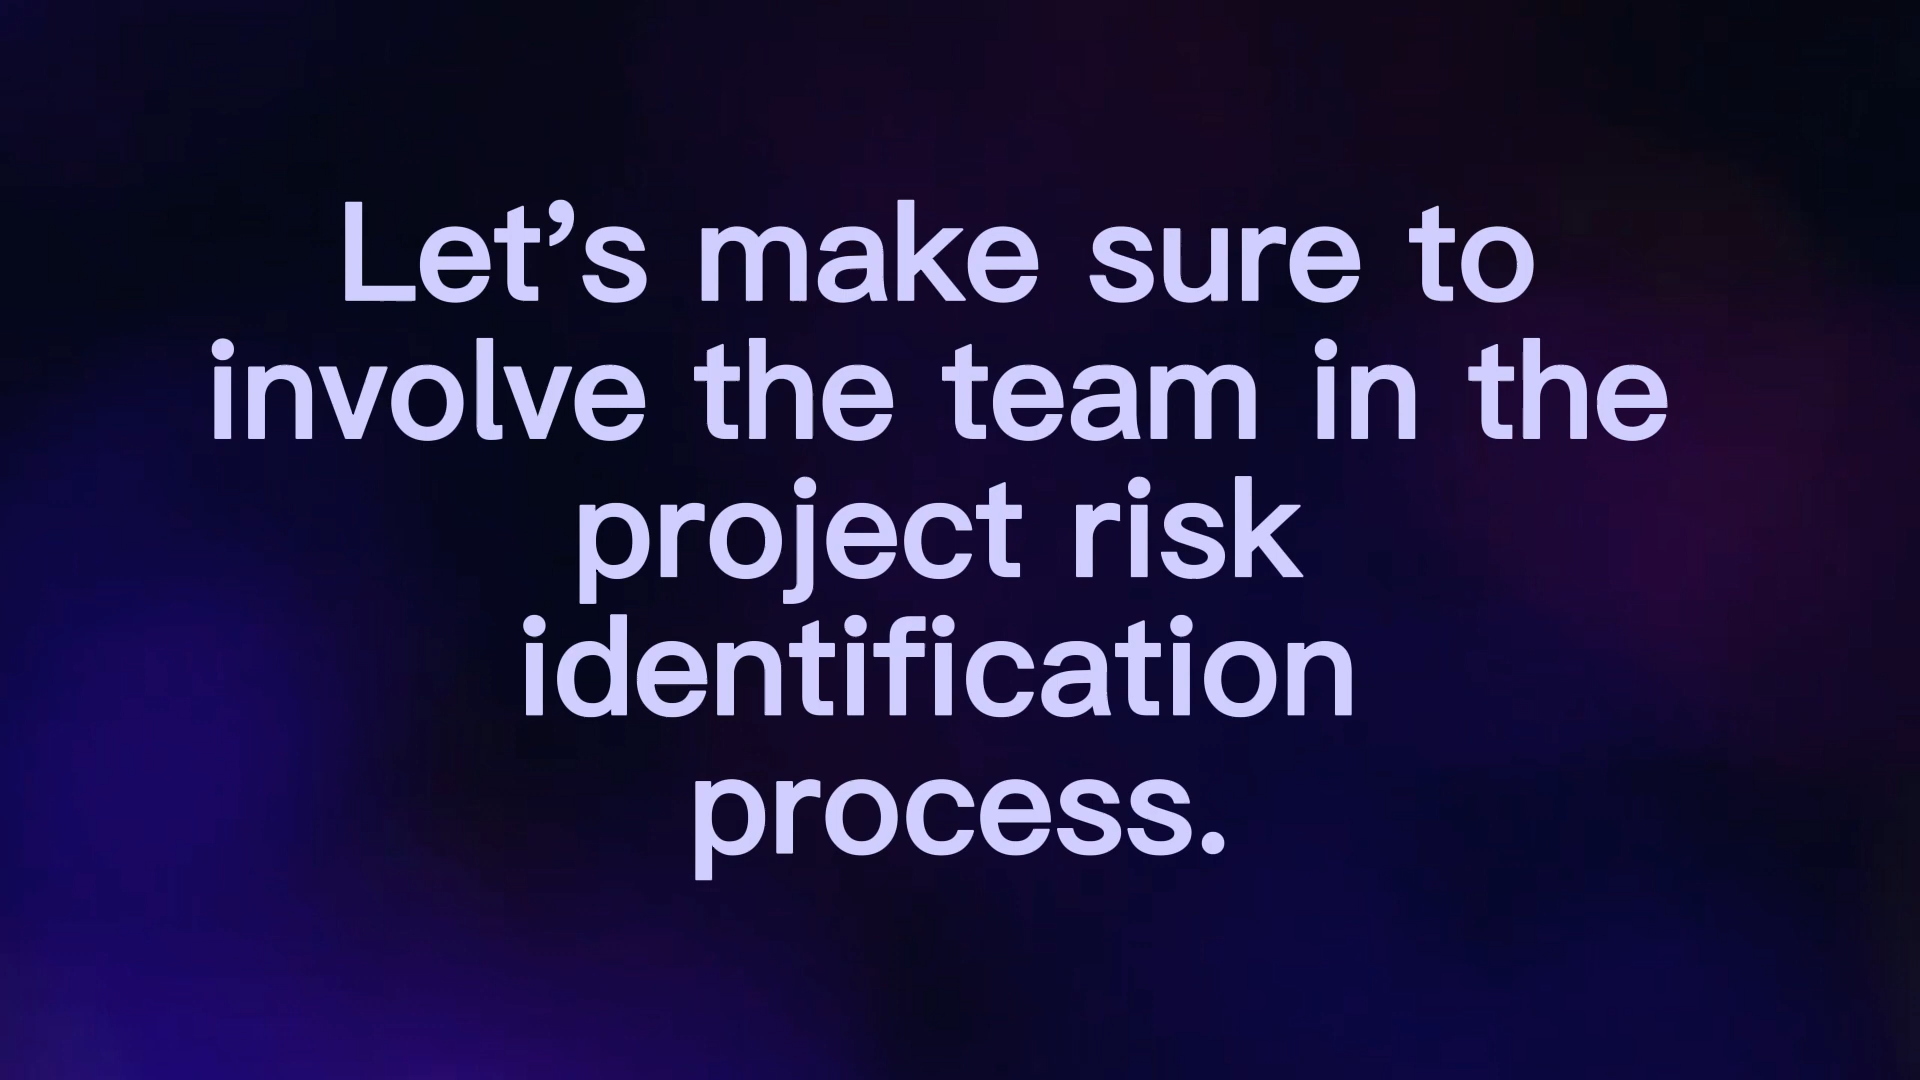 Let’s make sure to
involve the team in the
project risk
identification
process.